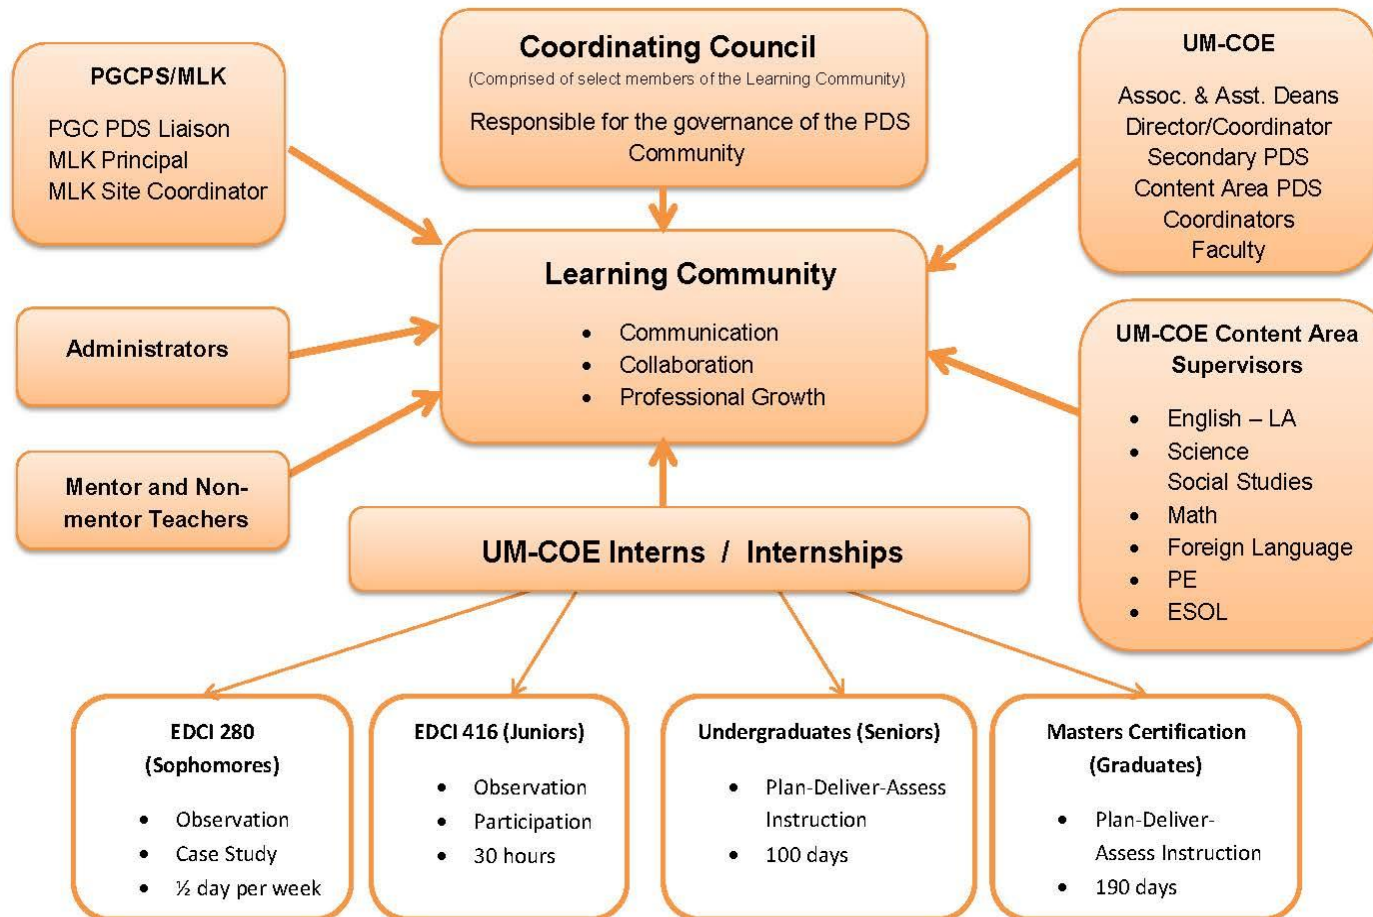 PGCPS/MLK
PGC PDS Liaison
MLK Principal
MLK Site Coordinator
Coordinating Council
(Comprised of select members of the Learning Community)
Responsible for the governance of the PDS
Community
UM-COE
Assoc. & Asst. Deans
Director/Coordinator
Secondary PDS
Content Area PDS
Coordinators
Faculty
Learning Community
• Communication
• Collaboration
• Professional Growth
Administrators
Mentor and Non-
mentor Teachers
UM-COE Content Area
Supervisors
• English – LA
• Science
Social Studies
• Math
• Foreign Language
• PE
• ESOL
UM-COE Interns / Internships
EDCI 280
(Sophomores)
• Observation
• Case Study
• ½ day per week
EDCI 416 (Juniors)
• Observation
• Participation
• 30 hours
Undergraduates (Seniors)
• Plan-Deliver-Assess
Instruction
• 100 days
Masters Certification
(Graduates)
• Plan-Deliver-
Assess Instruction
• 190 days